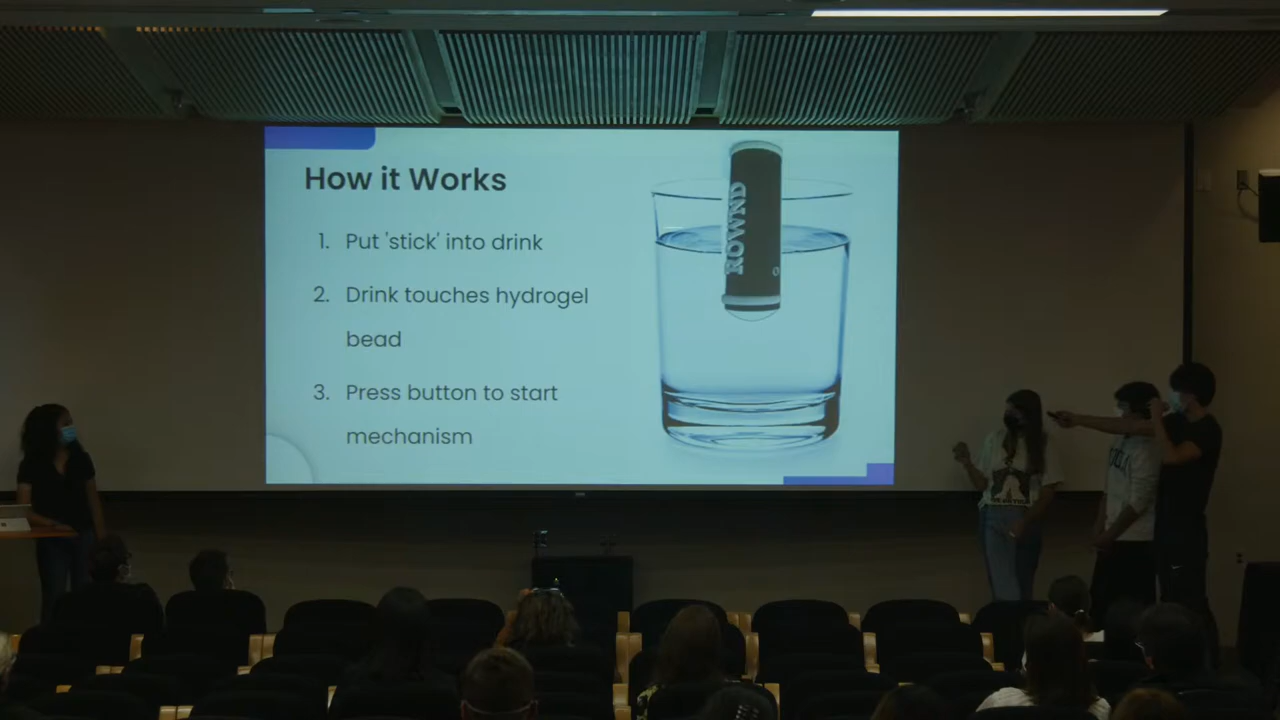 How it Works
1. Put 'stick' into drink
2. Drink touches hydrogel
bead
3. Press button to start
mechanism
ROWND